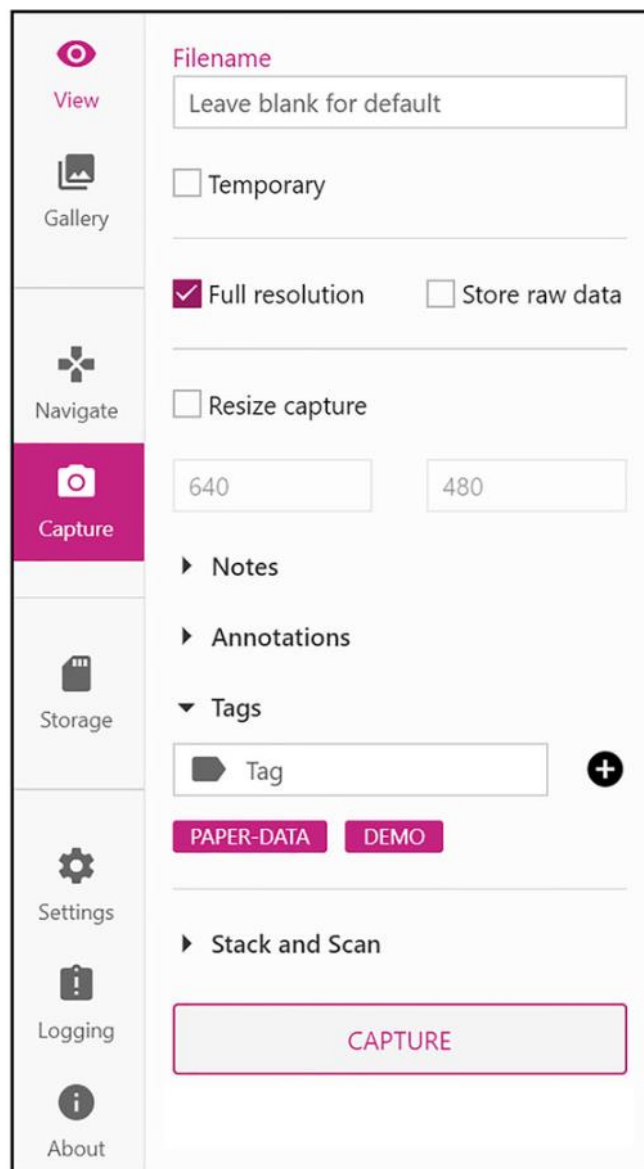 View
Gallery
Navigate
Capture
Storage
Settings
Logging
About
Filename
Leave blank for default
Temporary
Full resolution
Store raw data
Resize capture
640
480
Notes
Annotations
Tags
Tag
PAPER-DATA
DEMO
Stack and Scan
CAPTURE